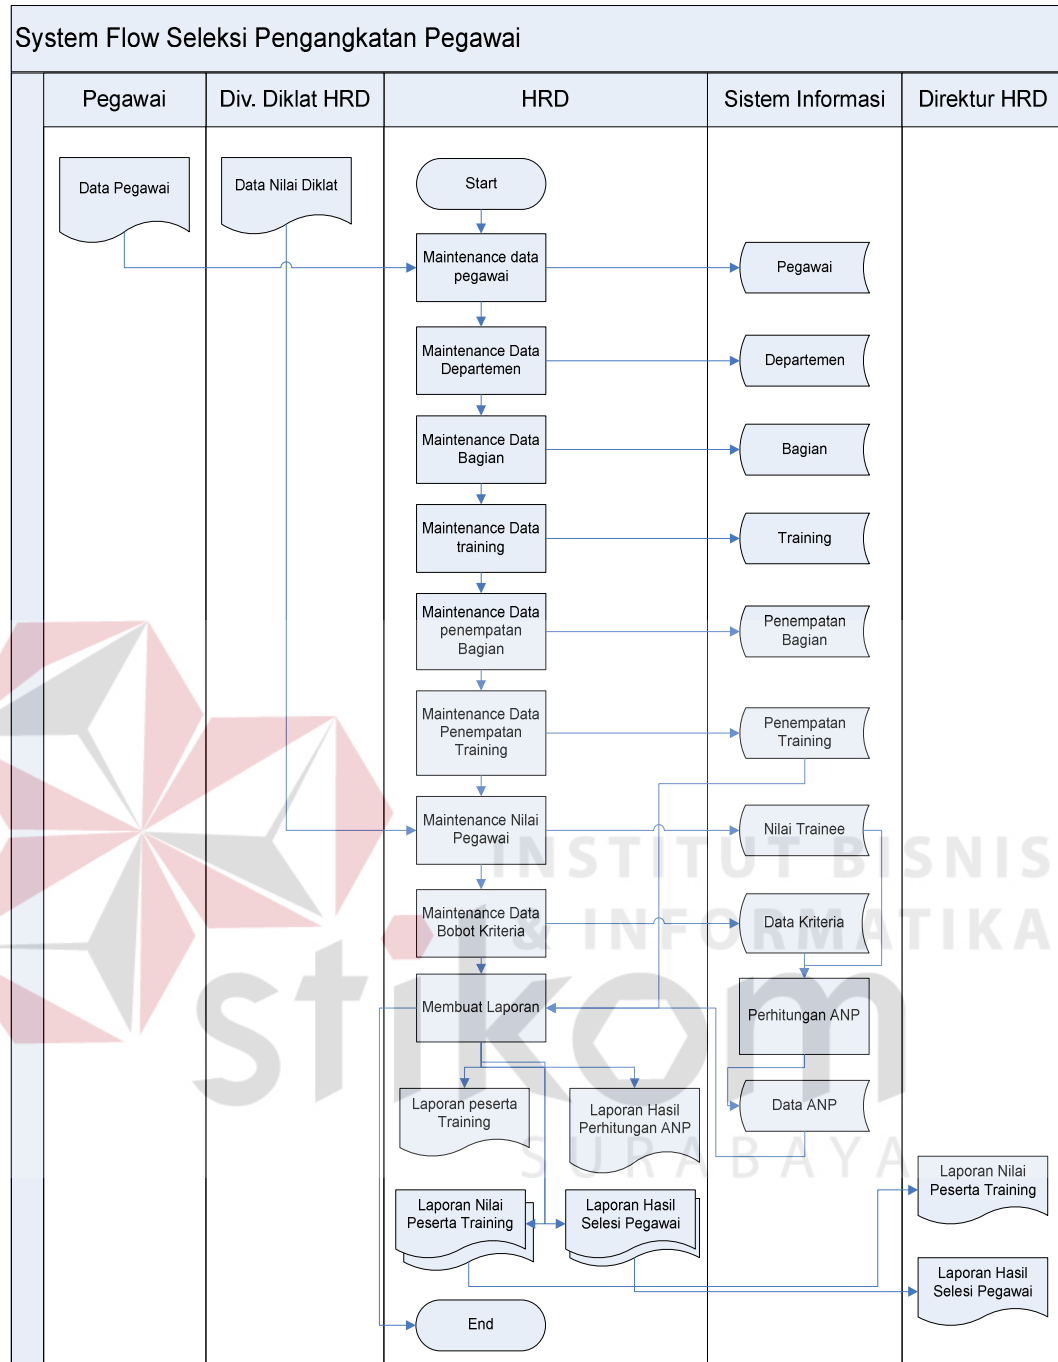 System Flow Seleksi Pengangkatan Pegawai
Pegawai
Div. Diklat HRD
HRD
Sistem Informasi
Direktur HRD
Data Pegawai
Data Nilai Diklat
Start
Maintenance data
pegawai
Pegawai
Maintenance Data
Departemen
Departemen
Maintenance Data
Bagian
Bagian
Maintenance Data
training
Training
Maintenance Data
penempatan
Bagian
Penempatan
Bagian
Maintenance Data
Penempatan
Training
Penempatan
Training
Maintenance Nilai
Pegawai
Nilai Trainee
INSTITUT BISNIS
& INFORMATIKA
Maintenance Data
Bobot Kriteria
Data Kriteria
stikom
Membuat Laporan
Perhitungan ANP
Laporan peserta
Training
Laporan Hasil
Perhitungan ANP
Data ANP
SURABAYA
Laporan Nilai
Peserta Training
Laporan Hasil
Selesi Pegawai
Laporan Nilai
Peserta Training
Laporan Hasil
Selesi Pegawai
End